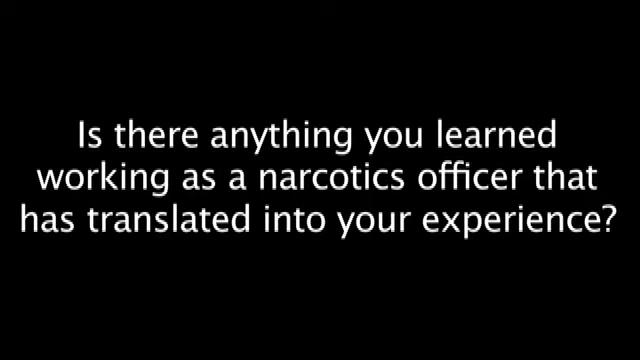 Is there anything you learned
working as a narcotics officer that
has translated into your experience?